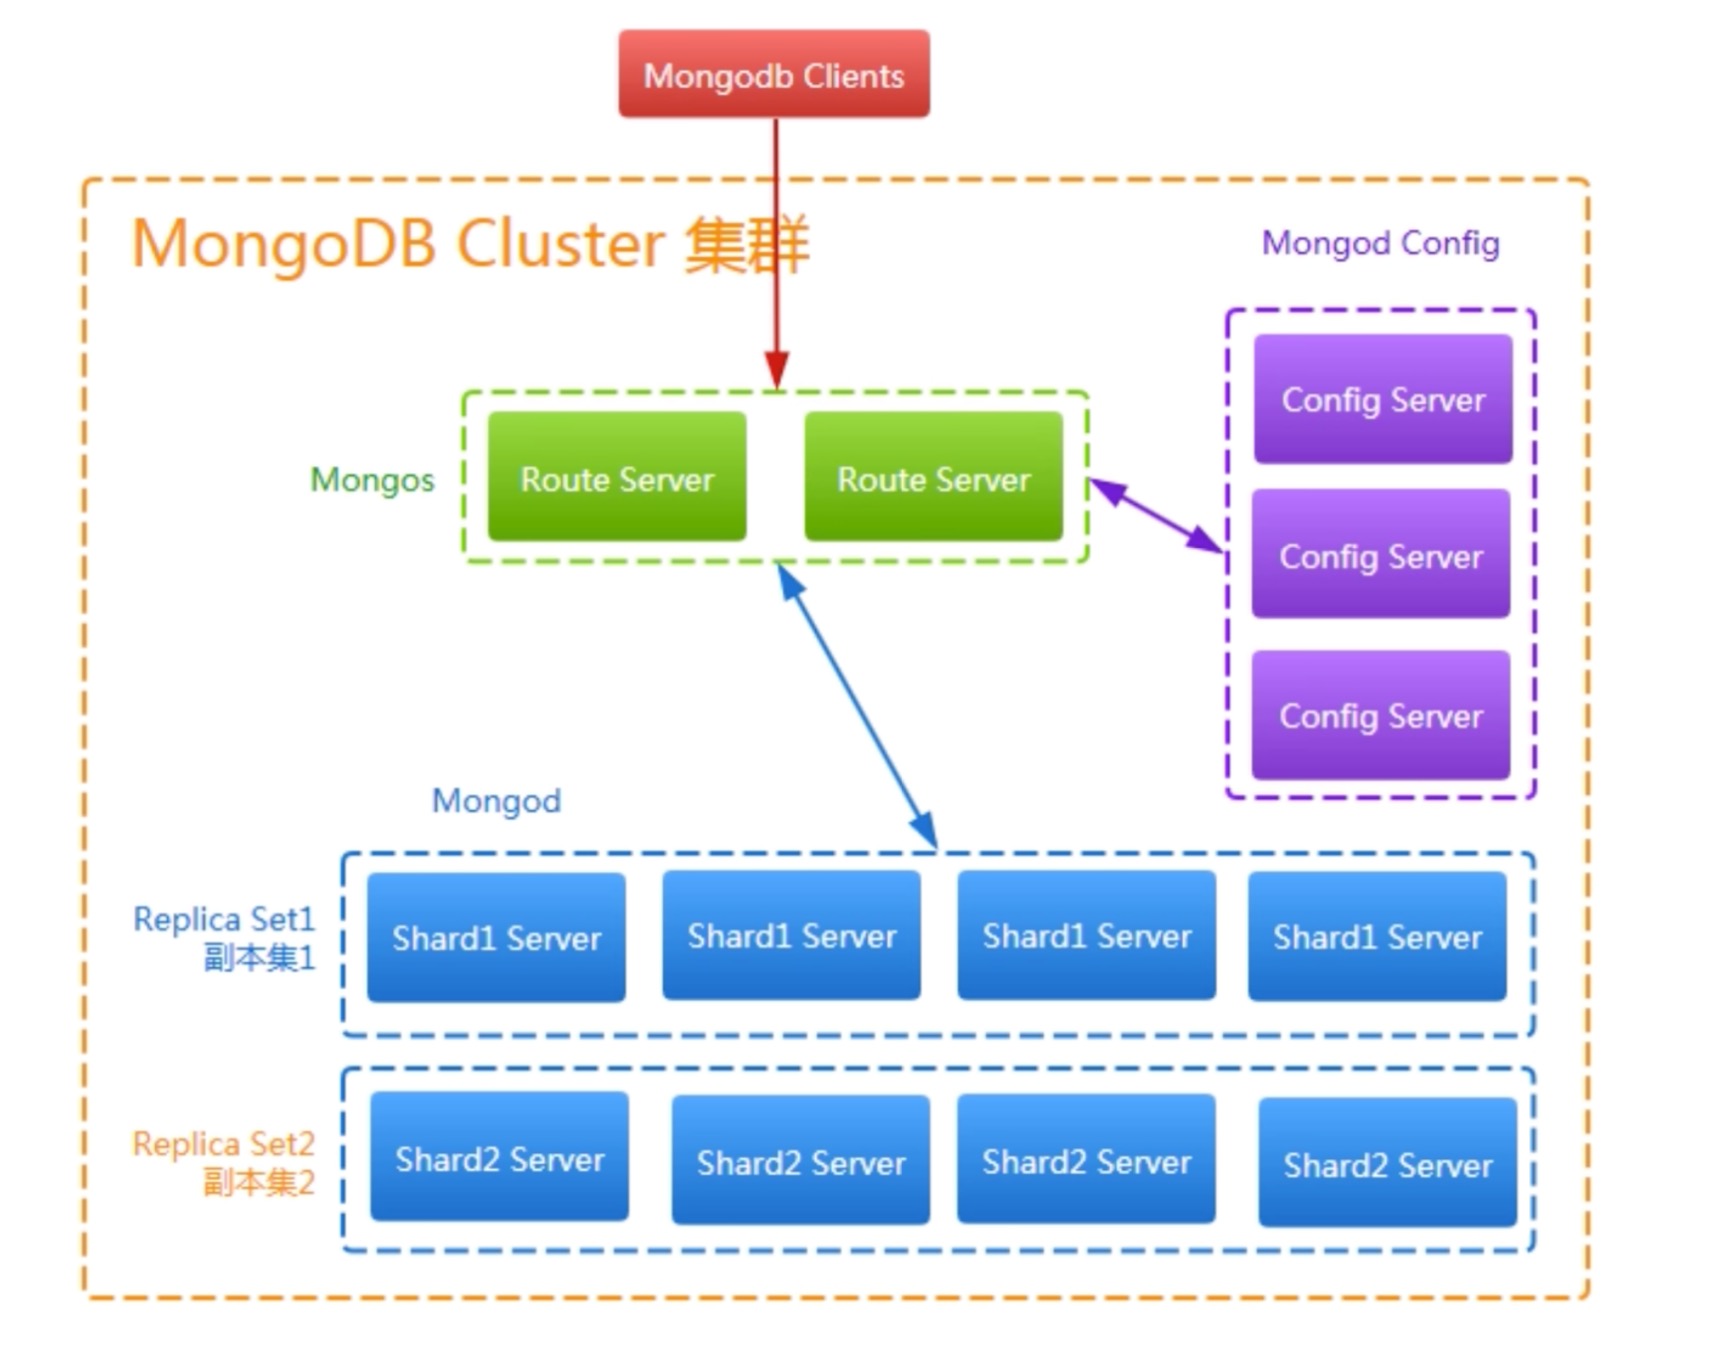 Mongodb Clients
MongoDB Cluster 集群
Mongod Config
Config Server
Mongos
Route Server
Route Server
Config Server
Config Server
Mongod
Replica Set1
副本集1
Shard1 Server
Shard1 Server
Shard1 Server
Shard1 Server
Replica Set2
副本集2
Shard2 Server
Shard2 Server
Shard2 Server
Shard2 Server